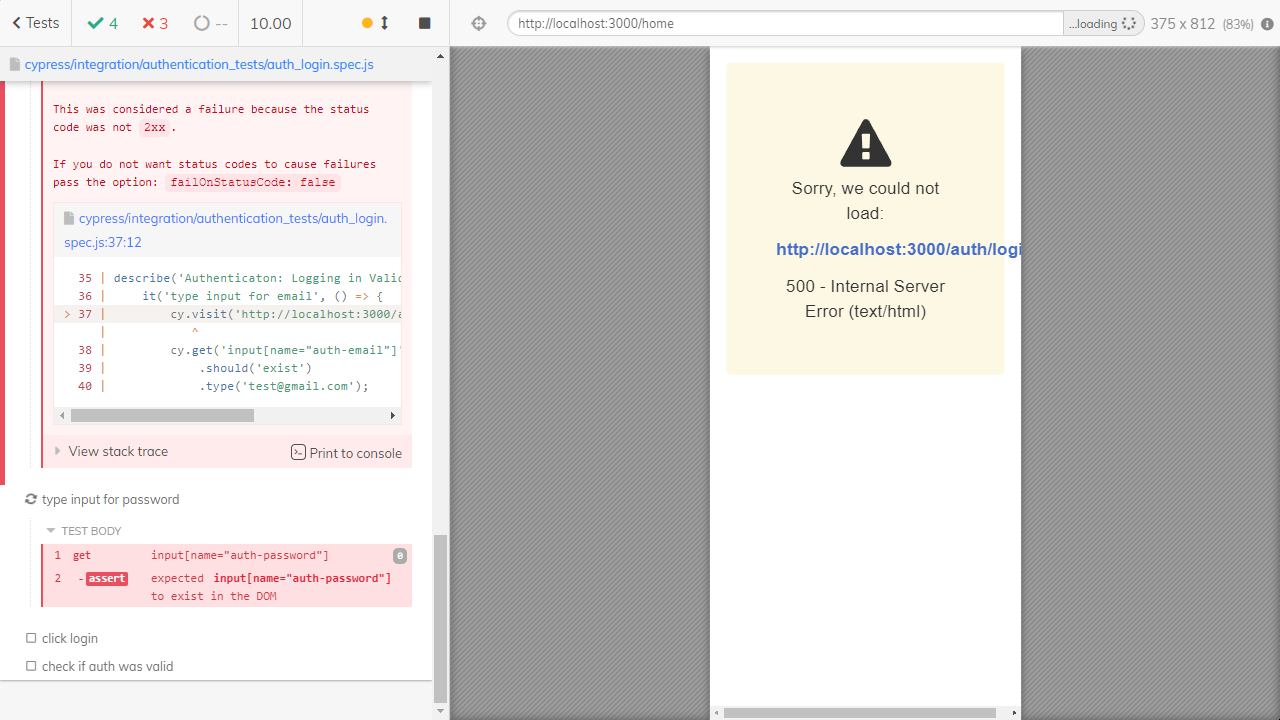 Tests 4 3 -- 10.00
http://localhost:3000/home ...loading 375 x 812 (83%)
cypress/integration/authentication_tests/auth_login.spec.js
This was considered a failure because the status
code was not 2xx.
If you do not want status codes to cause failures
pass the option: failOnStatusCode: false
cypress/integration/authentication_tests/auth_login.
spec.js:37:12
35 | describe('Authenticaton: Logging in Valid
36 |     it('type input for email', () => {
> 37 |         cy.visit('http://localhost:3000/a
|            ^
38 |         cy.get('input[name="auth-email"]'
39 |             .should('exist')
40 |             .type('test@gmail.com');
View stack trace Print to console
type input for password
TEST BODY
1 get input[name="auth-password"] 0
2 -assert expected input[name="auth-password"]
to exist in the DOM
click login
check if auth was valid
Sorry, we could not
load:
http://localhost:3000/auth/logi
500 - Internal Server
Error (text/html)